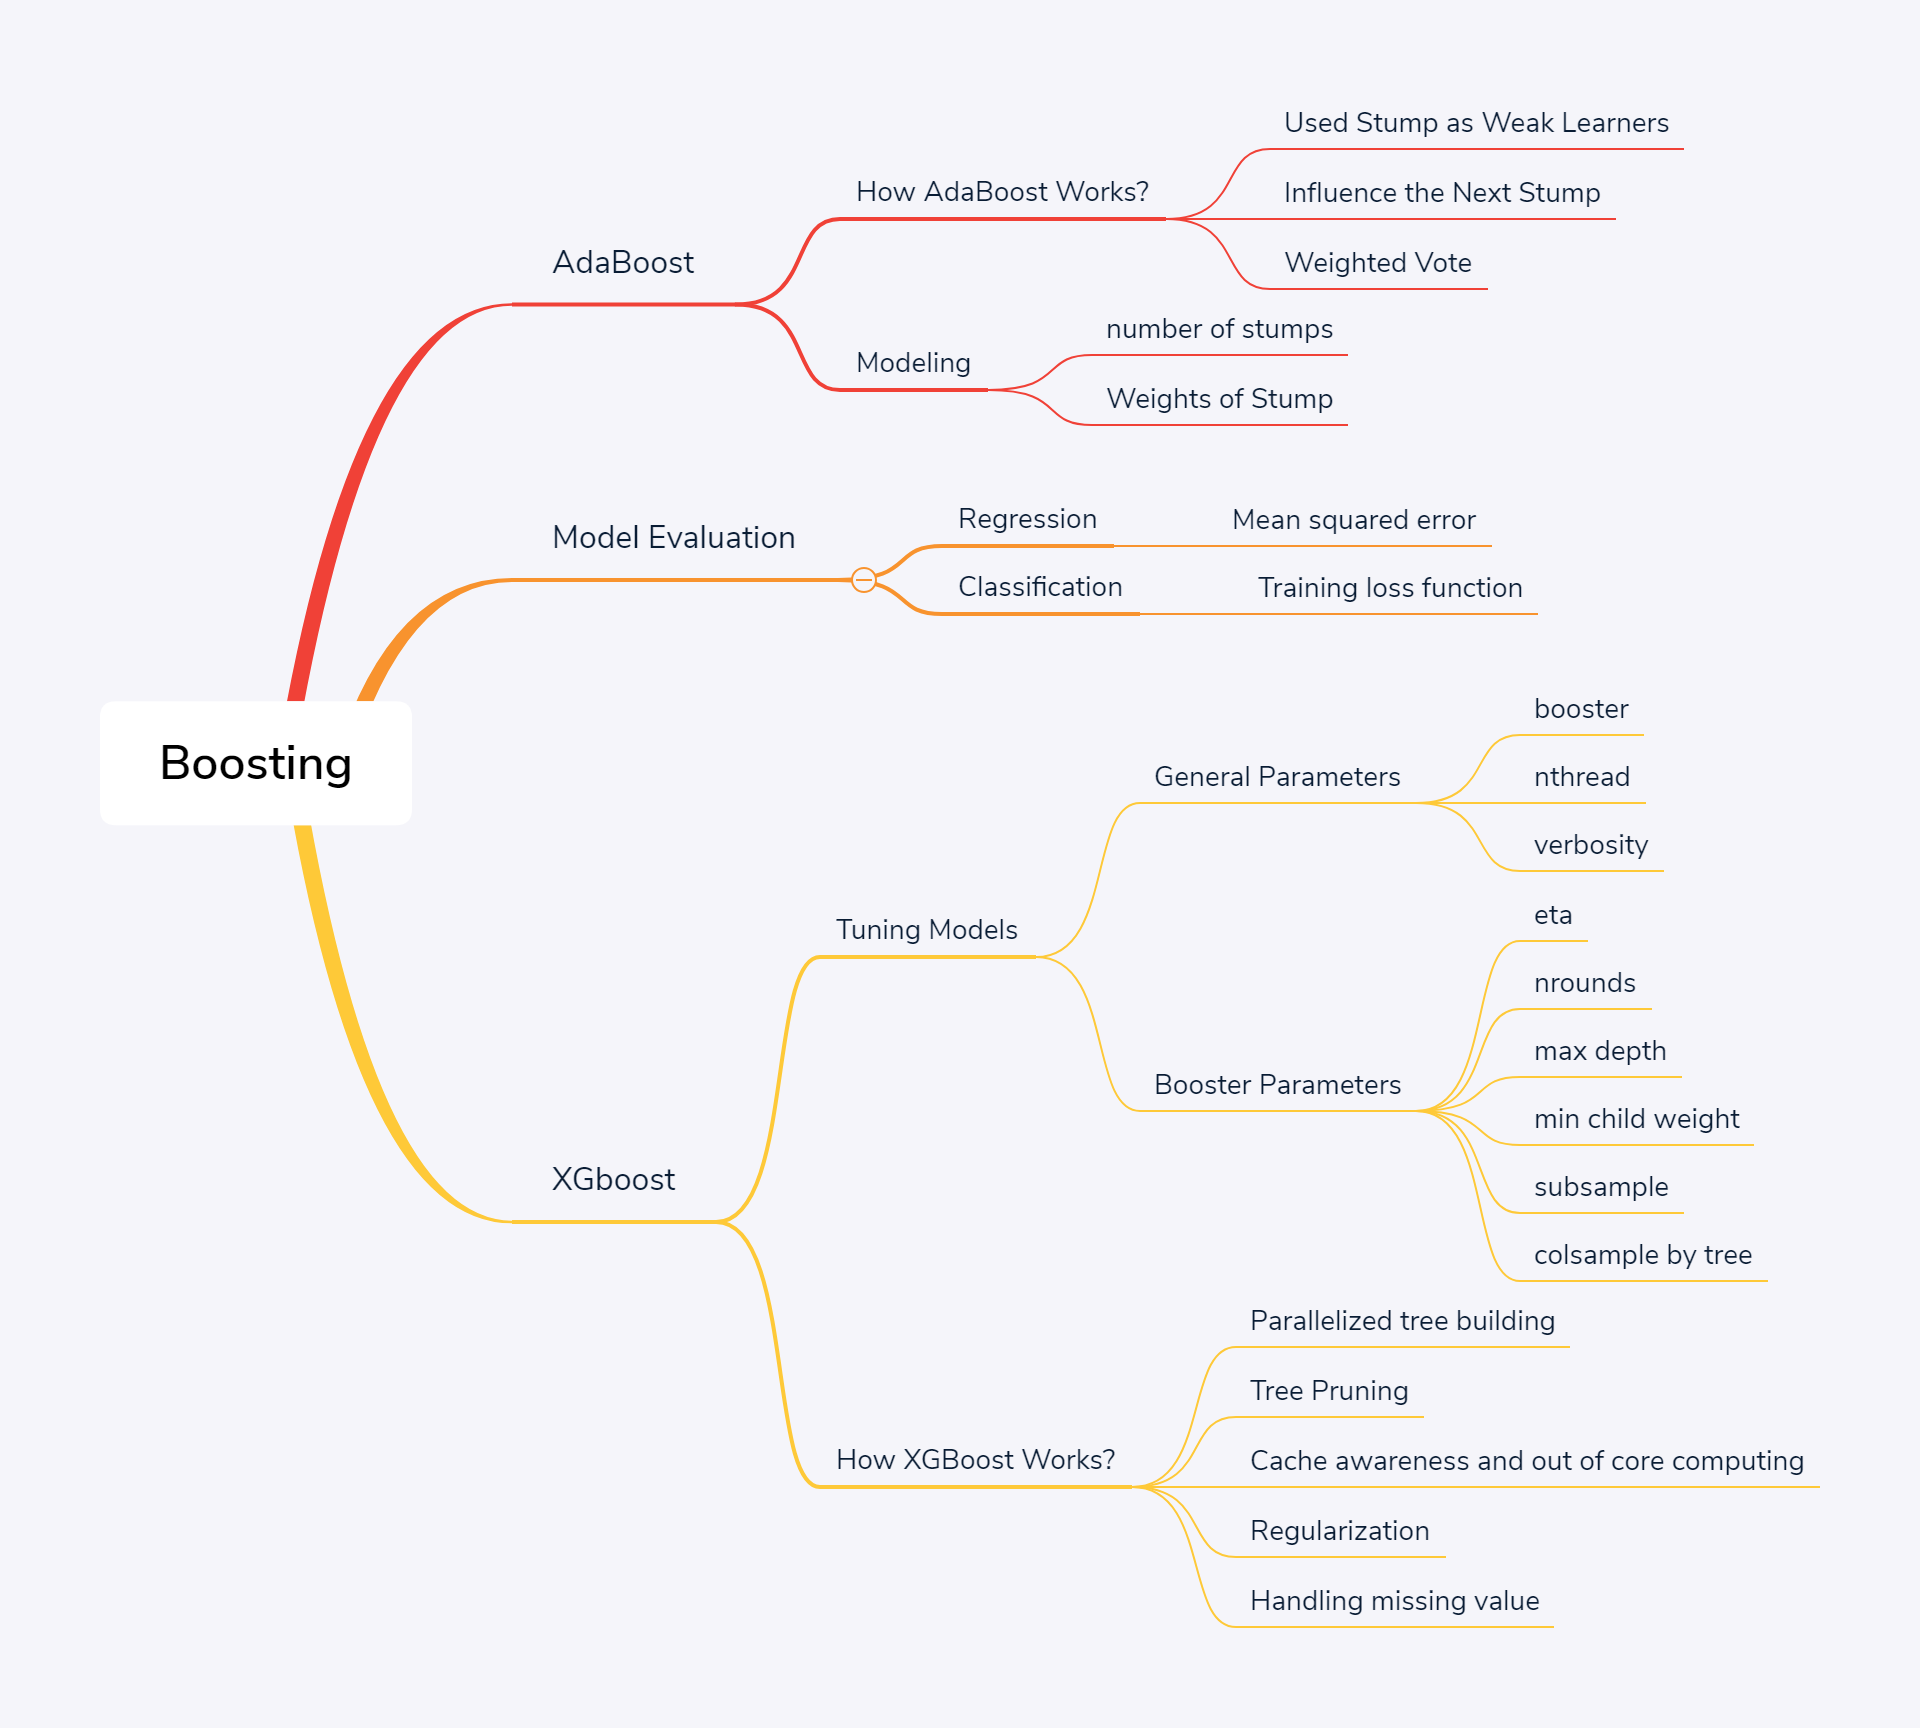 Boosting
AdaBoost
How AdaBoost Works?
Used Stump as Weak Learners
Influence the Next Stump
Weighted Vote
Modeling
number of stumps
Weights of Stump
Model Evaluation
Regression
Mean squared error
Classification
Training loss function
XGboost
Tuning Models
General Parameters
booster
nthread
verbosity
Booster Parameters
eta
nrounds
max depth
min child weight
subsample
colsample by tree
How XGBoost Works?
Parallelized tree building
Tree Pruning
Cache awareness and out of core computing
Regularization
Handling missing value